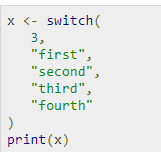 x <- switch(
    3,
    "first",
    "second",
    "third",
    "fourth"
)
print(x)